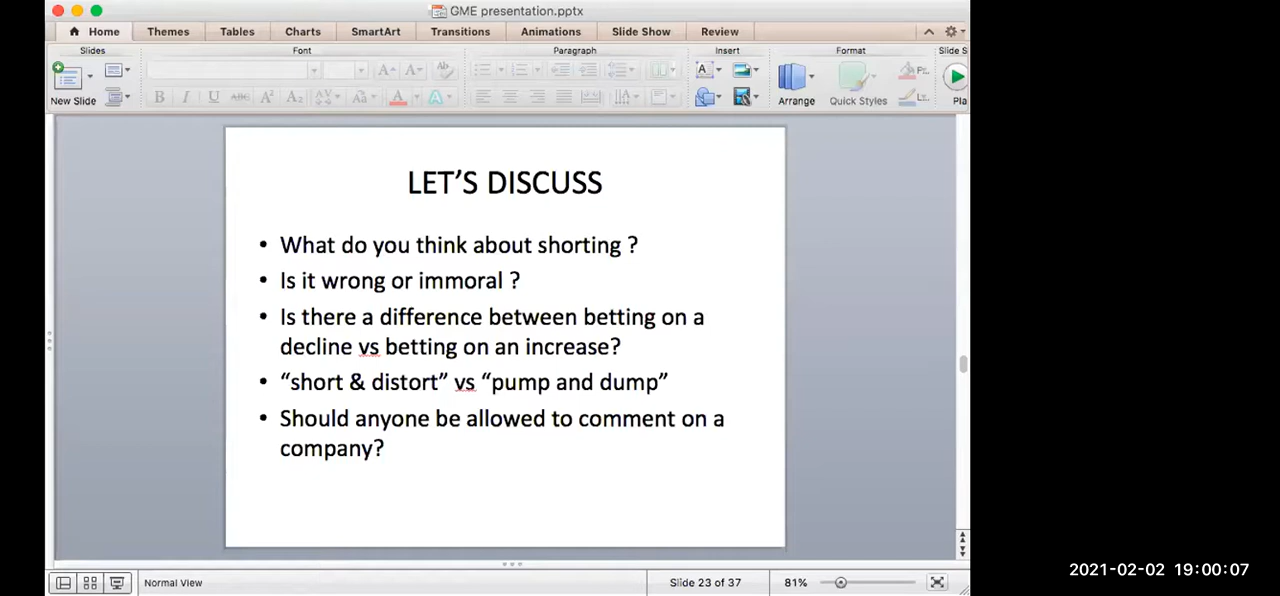 GME presentation.pptx
Home Themes Tables Charts SmartArt Transitions Animations Slide Show Review
Slides Font Paragraph Insert Format Slide S
New Slide Arrange Quick Styles Pla
LET’S DISCUSS
• What do you think about shorting ?
• Is it wrong or immoral ?
• Is there a difference between betting on a
decline vs betting on an increase?
• “short & distort” vs “pump and dump”
• Should anyone be allowed to comment on a
company?
Normal View Slide 23 of 37 81%
2021-02-02 19:00:07